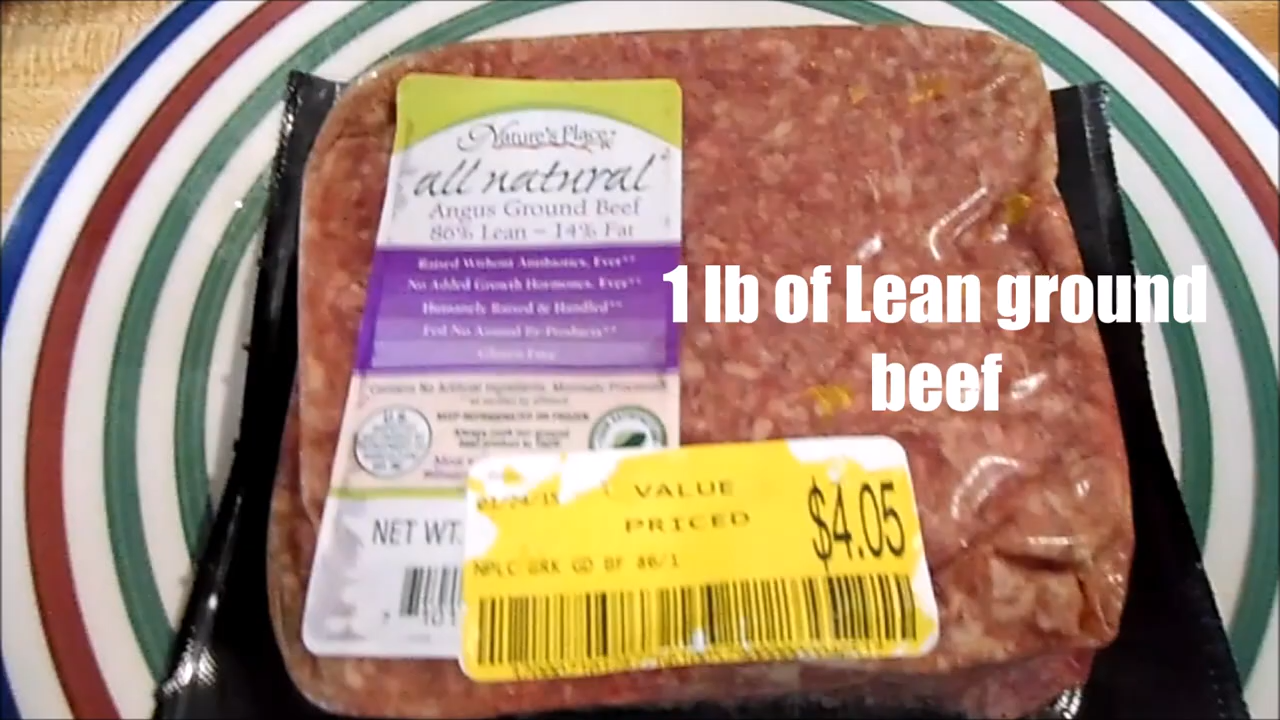 Nature's Place
all natural
Angus Ground Beef
86% Lean - 14% Fat
Raised Without Antibiotics, Ever**
No Added Growth Hormones, Ever**
Humanely Raised & Handled**
Fed No Animal By-Products**
Gluten Free
1 lb of Lean ground
beef
Contains No Artificial Ingredients, Minimally Processed
NET WT.
VALUE
PRICED
$4.05
NPLC GRK GD BF 86/1